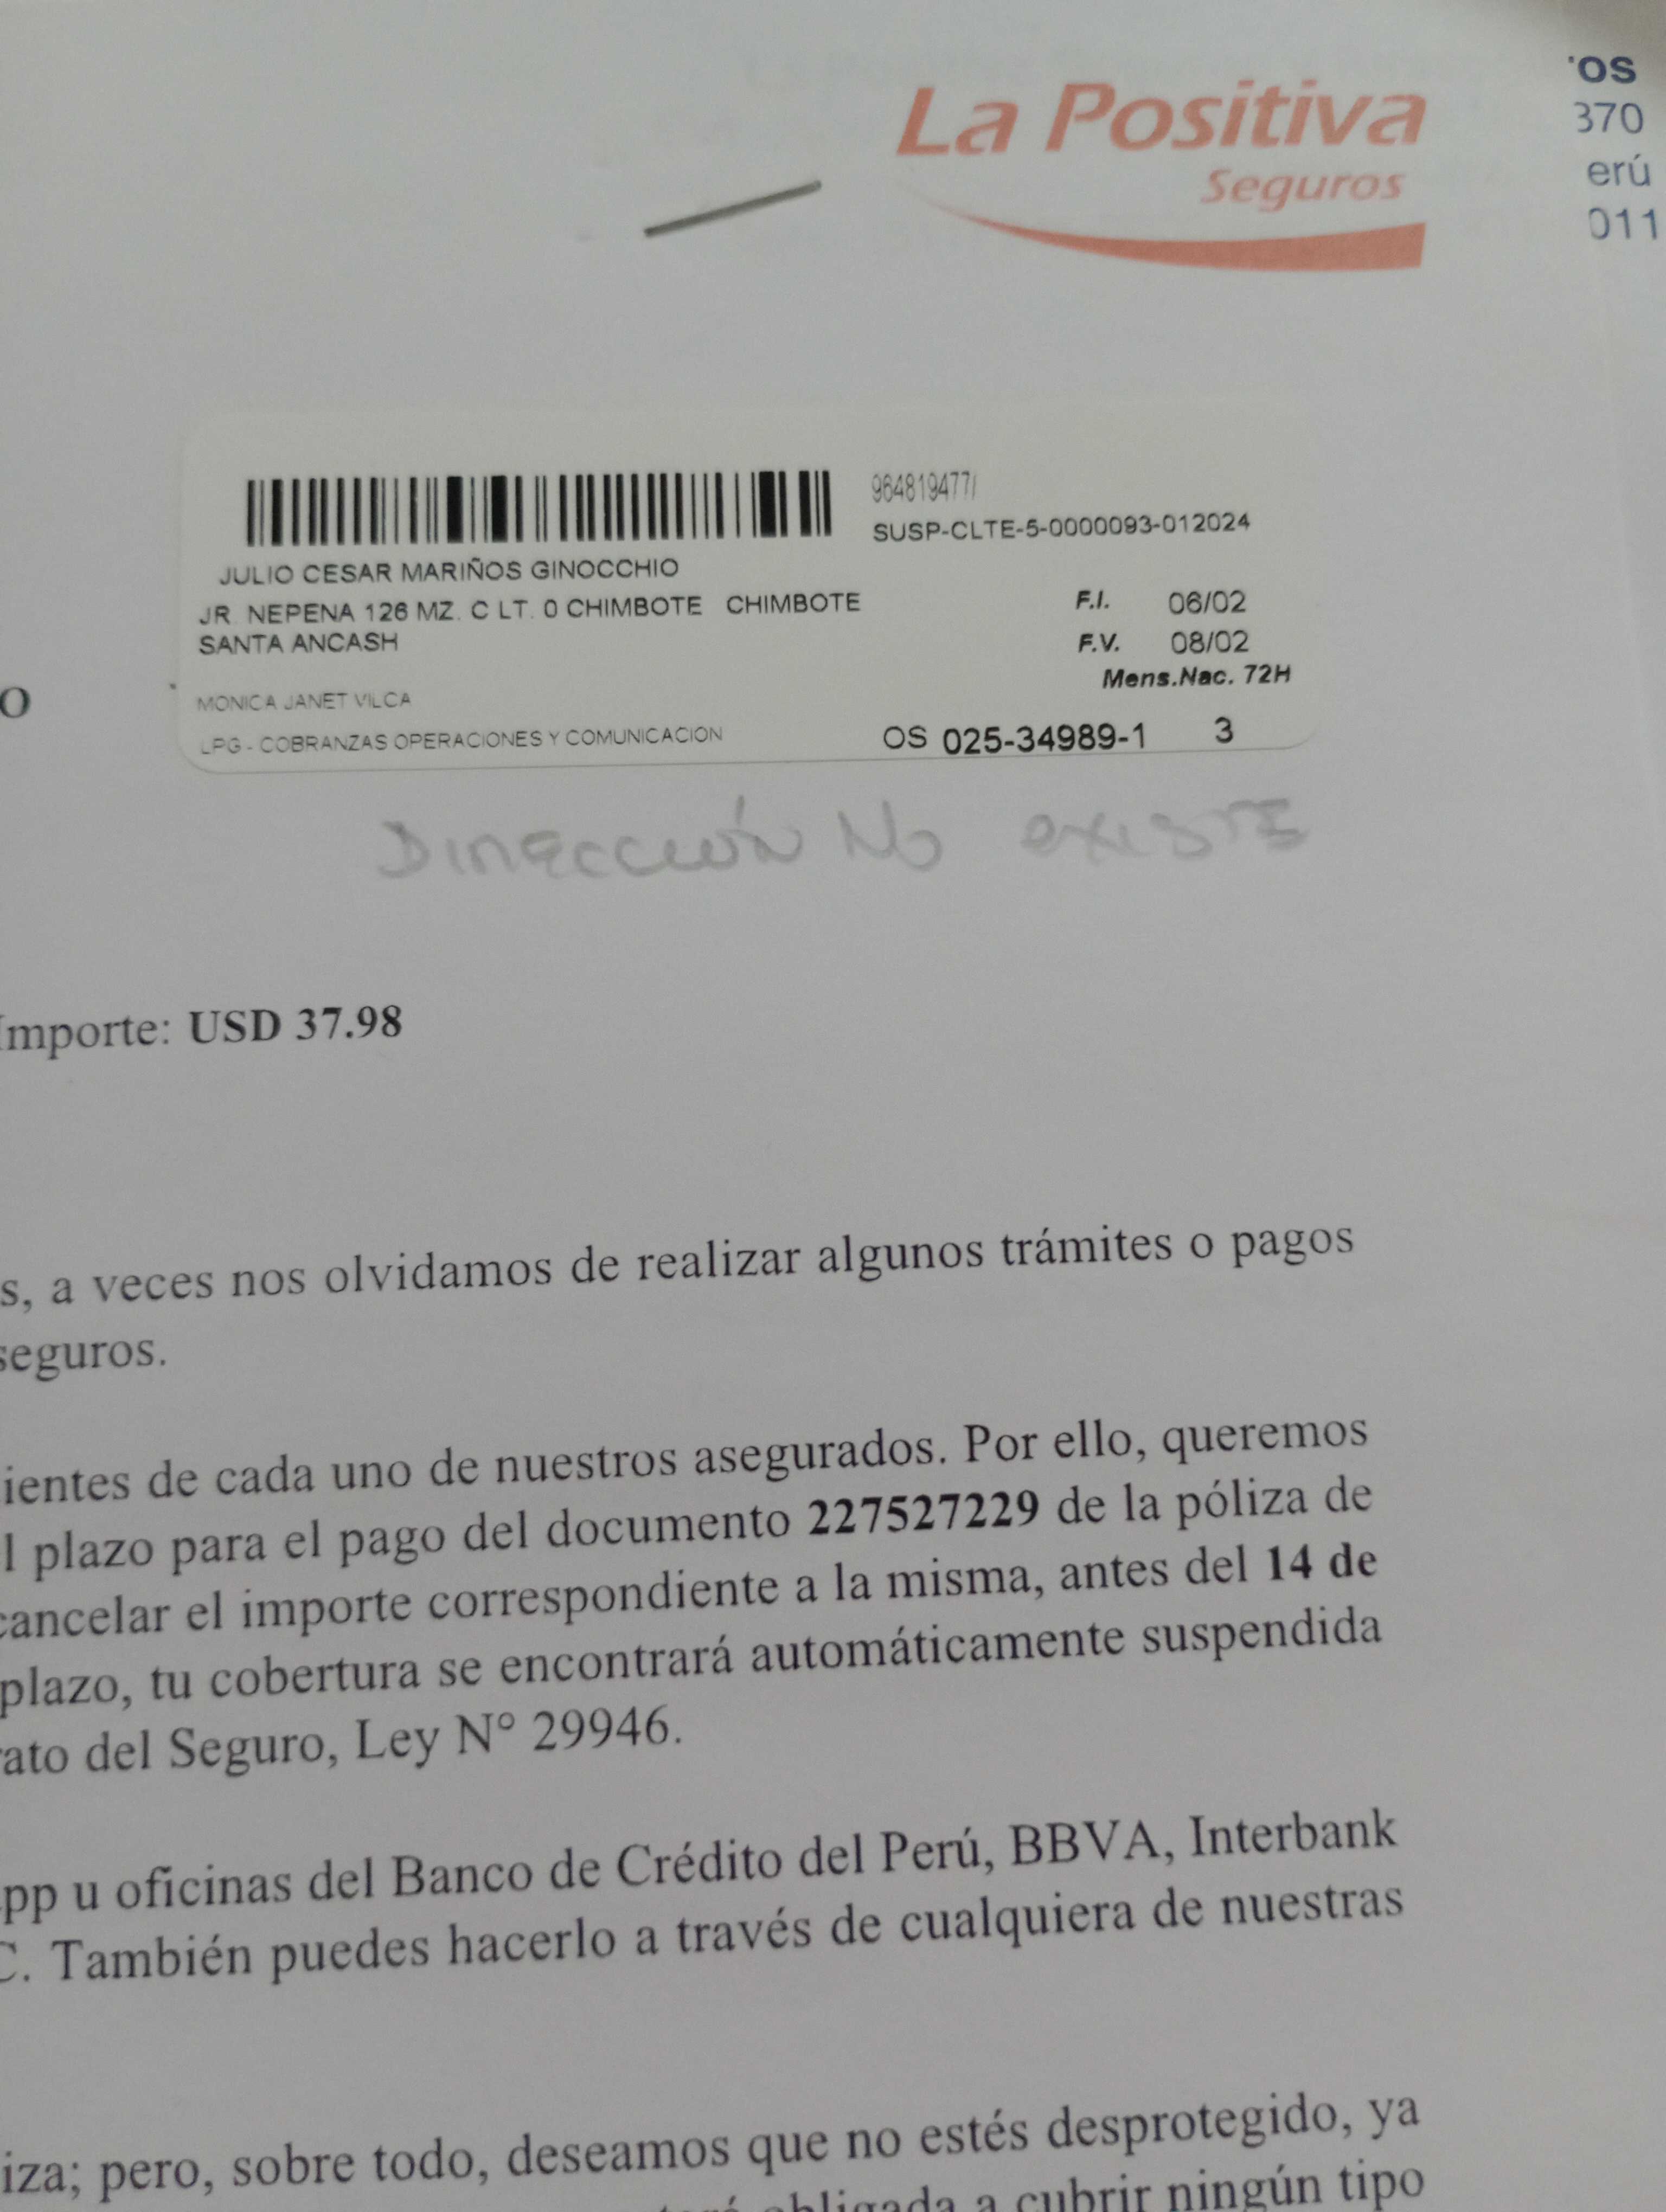 La Positiva
Seguros
os
370
erú
011
964819477/
SUSP-CLTE-5-0000093-012024
JULIO CESAR MARIÑOS GINOCCHIO
JR. NEPENA 126 MZ. C LT. 0 CHIMBOTE CHIMBOTE
SANTA ANCASH
F.I. 06/02
F.V. 08/02
Mens.Nac. 72H
O
MONICA JANET VILCA
LPG - COBRANZAS OPERACIONES Y COMUNICACION
OS 025-34989-1 3
Dirección No existe
Importe: USD 37.98
s, a veces nos olvidamos de realizar algunos trámites o pagos
seguros.
ientes de cada uno de nuestros asegurados. Por ello, queremos
l plazo para el pago del documento 227527229 de la póliza de
cancelar el importe correspondiente a la misma, antes del 14 de
plazo, tu cobertura se encontrará automáticamente suspendida
rato del Seguro, Ley N° 29946.
pp u oficinas del Banco de Crédito del Perú, BBVA, Interbank
C. También puedes hacerlo a través de cualquiera de nuestras
iza; pero, sobre todo, deseamos que no estés desprotegido, ya
obligada a cubrir ningún tipo